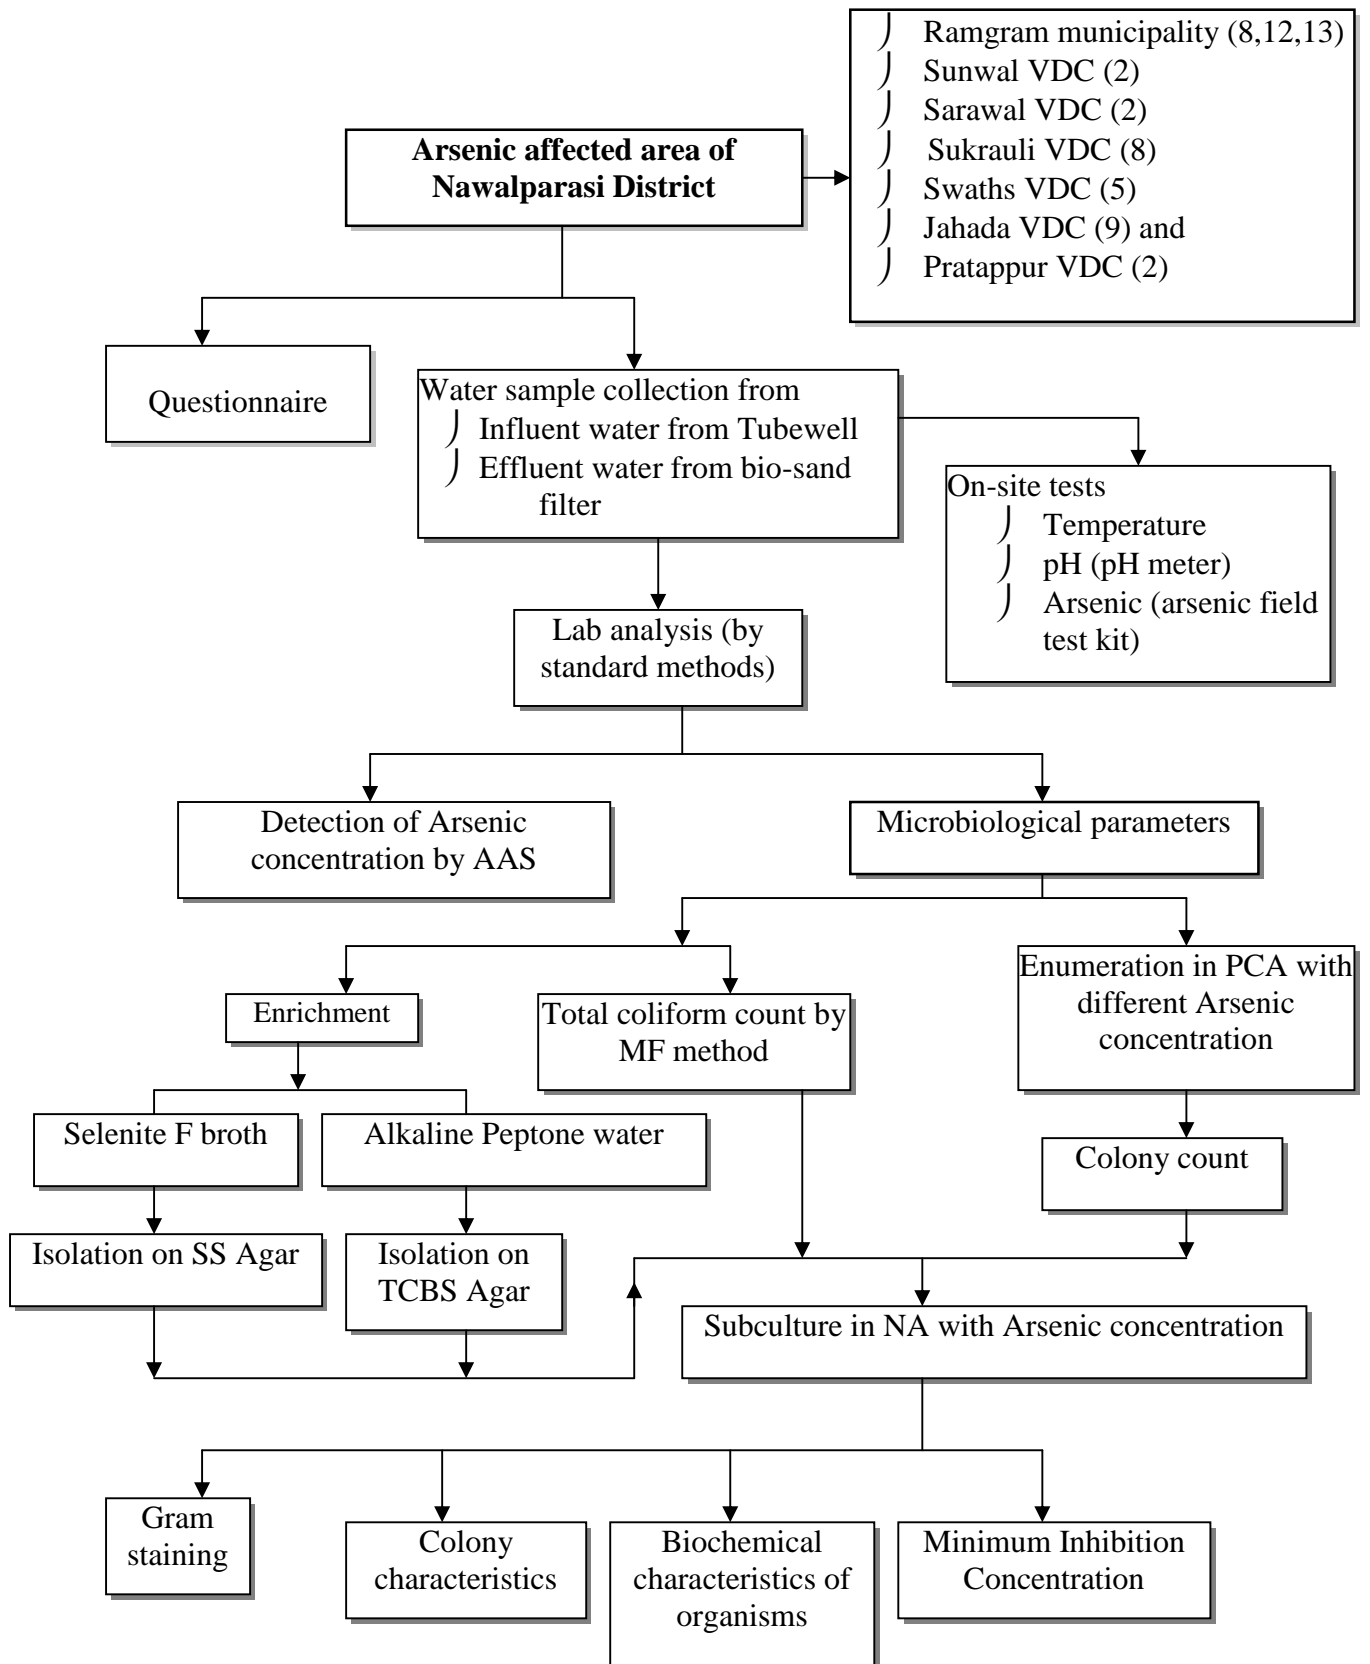 Ramgram municipality (8,12,13)
Sunwal VDC (2)
Sarawal VDC (2)
Sukrauli VDC (8)
Swaths VDC (5)
Jahada VDC (9) and
Pratappur VDC (2)
Arsenic affected area of
Nawalparasi District
Questionnaire
Water sample collection from
Influent water from Tubewell
Effluent water from bio-sand
filter
On-site tests
Temperature
pH (pH meter)
Arsenic (arsenic field
test kit)
Lab analysis (by
standard methods)
Detection of Arsenic
concentration by AAS
Microbiological parameters
Enrichment
Total coliform count by
MF method
Enumeration in PCA with
different Arsenic
concentration
Selenite F broth
Alkaline Peptone water
Colony count
Isolation on SS Agar
Isolation on
TCBS Agar
Subculture in NA with Arsenic concentration
Gram
staining
Colony
characteristics
Biochemical
characteristics of
organisms
Minimum Inhibition
Concentration